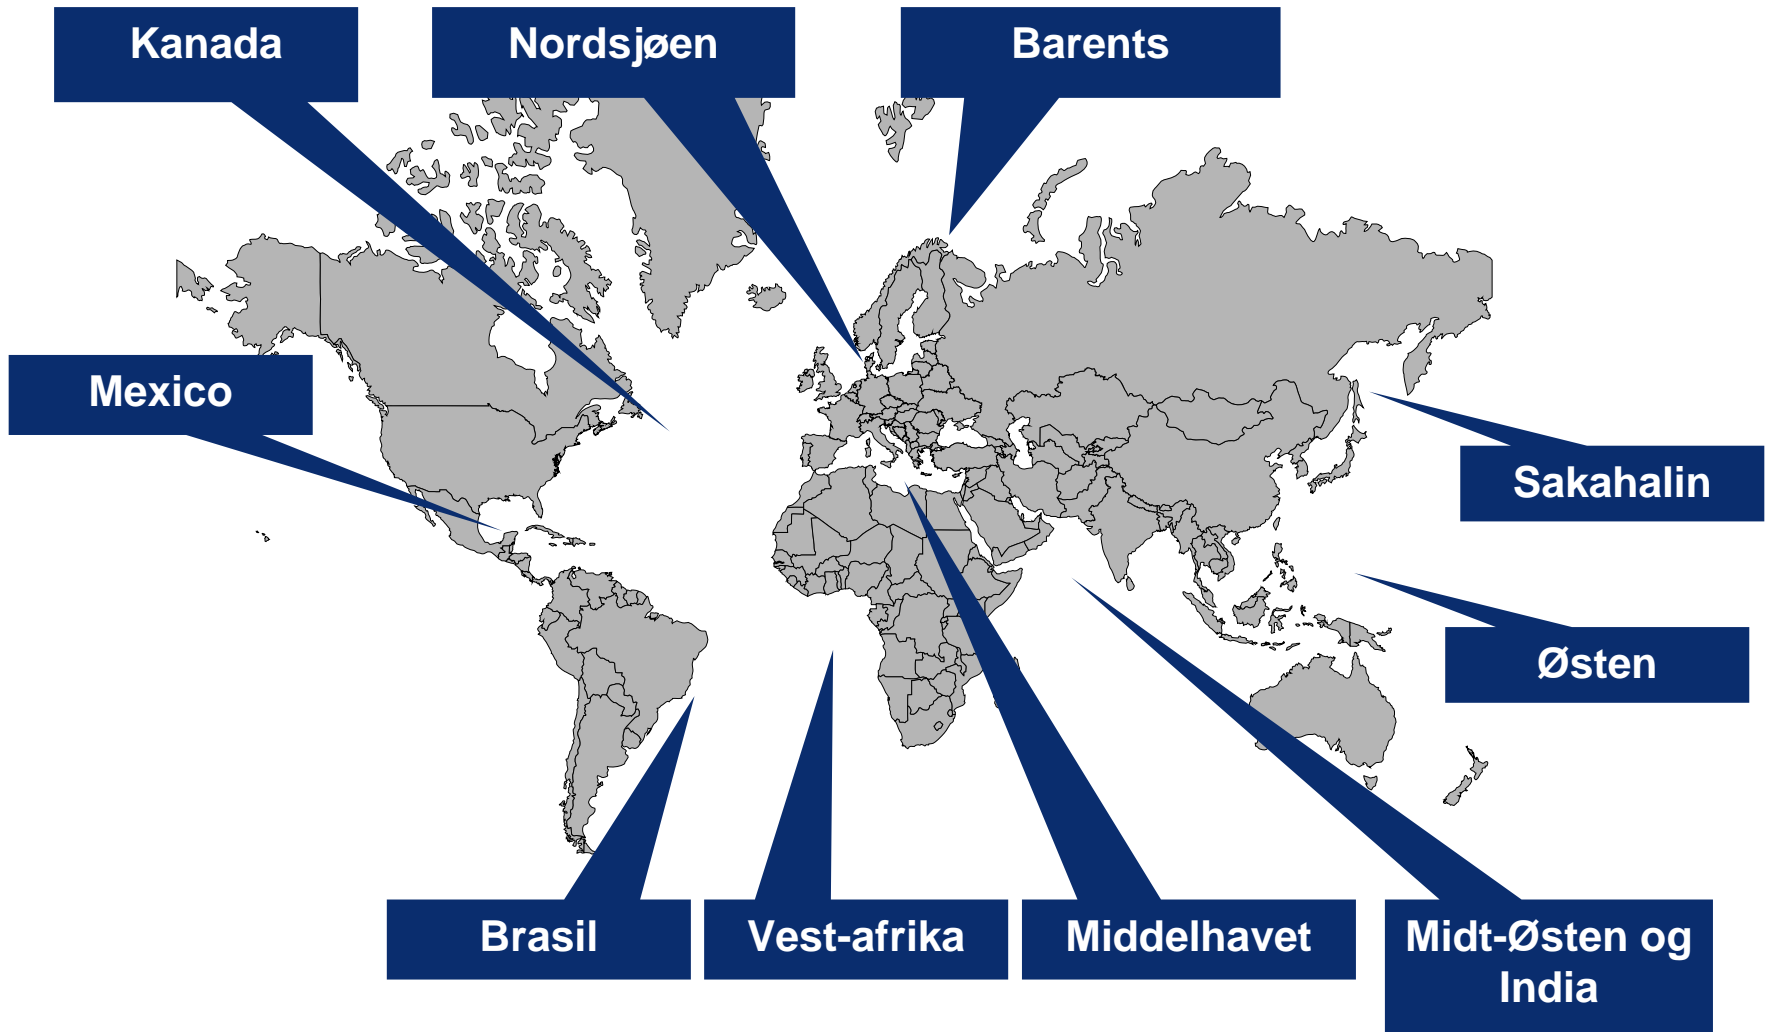 Kanada
Nordsjøen
Barents
Mexico
Sakahalin
Østen
Brasil
Vest-afrika
Middelhavet
Midt-Østen og
India